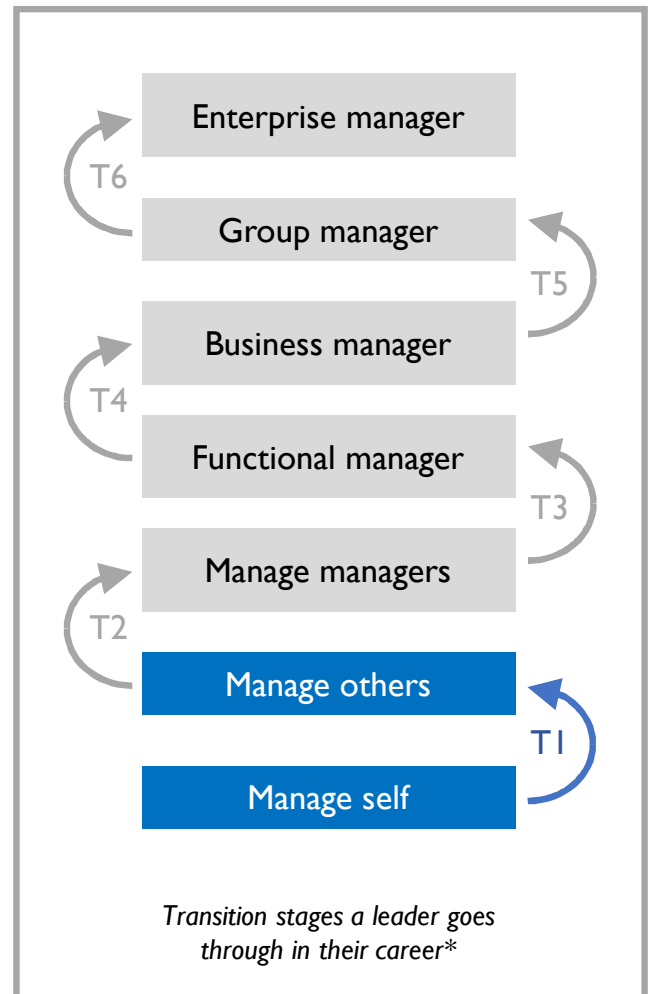 Enterprise manager
T6
Group manager
T5
Business manager
T4
Functional manager
T3
Manage managers
T2
Manage others
T1
Manage self
Transition stages a leader goes
through in their career*